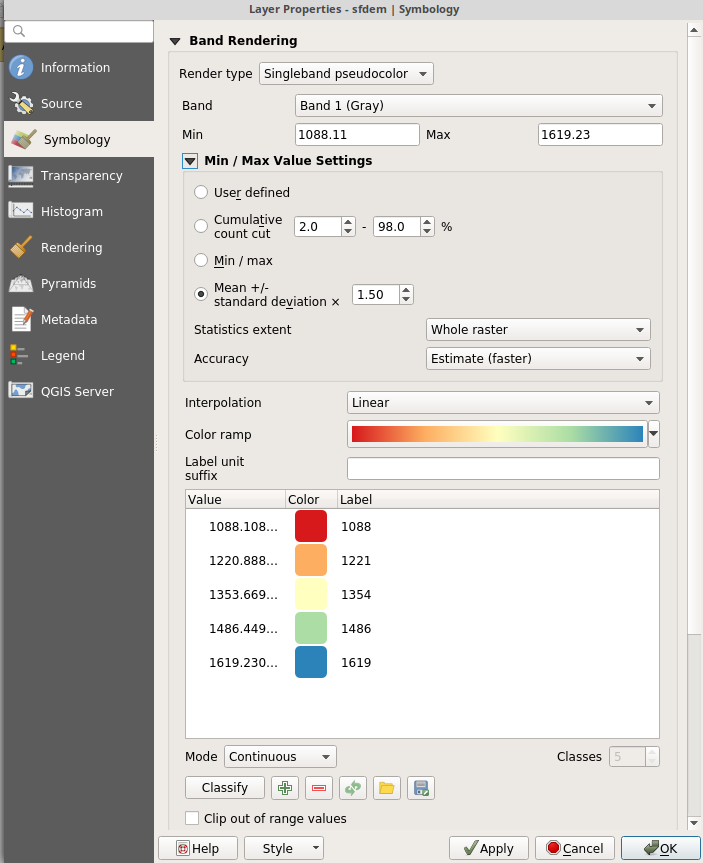 Layer Properties - sfdem | Symbology
Information
Source
Symbology
Transparency
Histogram
Rendering
Pyramids
Metadata
Legend
QGIS Server
Band Rendering
Render type Singleband pseudocolor
Band Band 1 (Gray)
Min 1088.11 Max 1619.23
Min / Max Value Settings
User defined
Cumulative
count cut 2.0 - 98.0 %
Min / max
Mean +/-
standard deviation × 1.50
Statistics extent Whole raster
Accuracy Estimate (faster)
Interpolation Linear
Color ramp
Label unit
suffix
Value Color Label
1088.108... 1088
1220.888... 1221
1353.669... 1354
1486.449... 1486
1619.230... 1619
Mode Continuous Classes 5
Classify
Clip out of range values
Help Style Apply Cancel OK